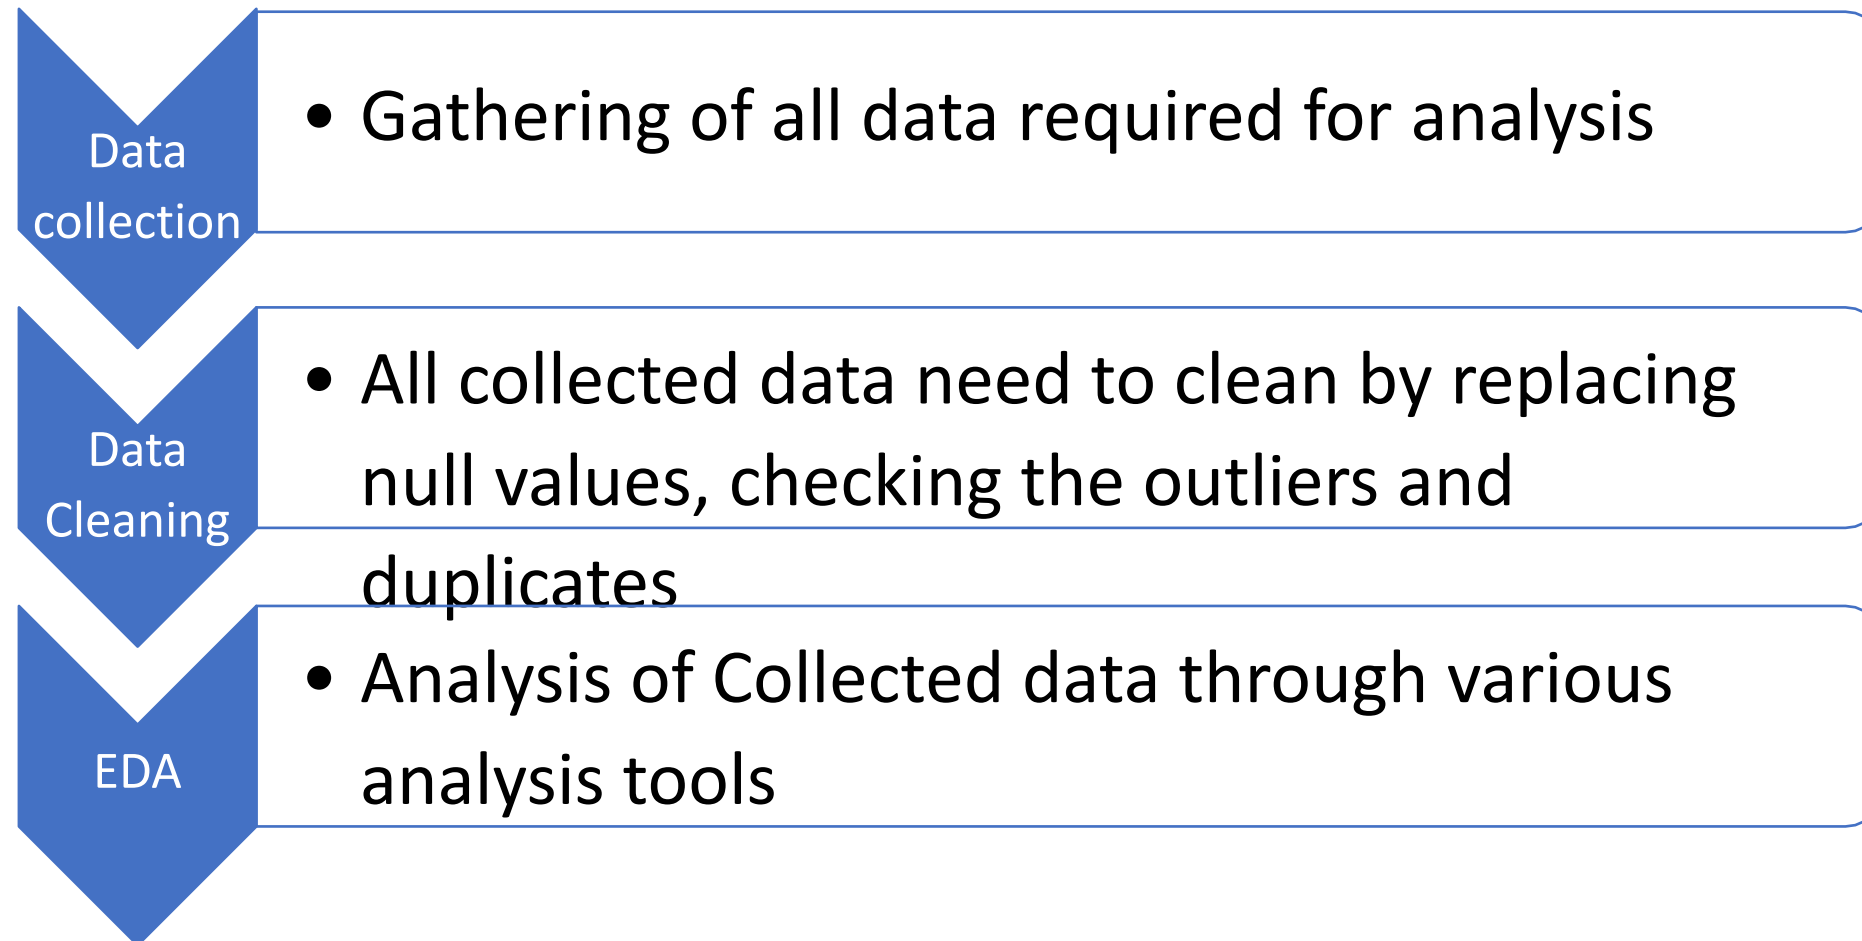 Data
collection
• Gathering of all data required for analysis
Data
Cleaning
• All collected data need to clean by replacing
null values, checking the outliers and
duplicates
EDA
• Analysis of Collected data through various
analysis tools